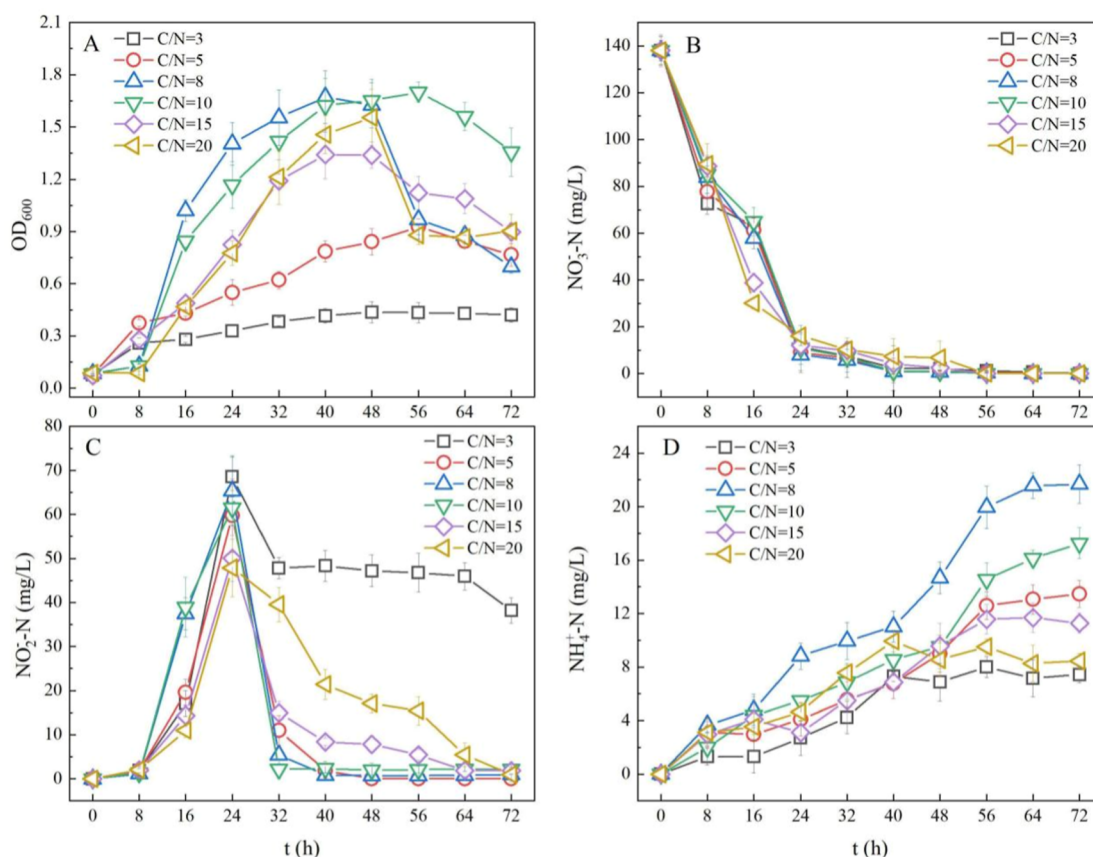 A
C/N=3
C/N=5
C/N=8
C/N=10
C/N=15
C/N=20
OD600
2.1
1.8
1.5
1.2
0.9
0.6
0.3
0.0
0 8 16 24 32 40 48 56 64 72
B
C/N=3
C/N=5
C/N=8
C/N=10
C/N=15
C/N=20
NO3--N (mg/L)
140
120
100
80
60
40
20
0
0 8 16 24 32 40 48 56 64 72
C
C/N=3
C/N=5
C/N=8
C/N=10
C/N=15
C/N=20
NO2--N (mg/L)
80
70
60
50
40
30
20
10
0
0 8 16 24 32 40 48 56 64 72
t (h)
D
C/N=3
C/N=5
C/N=8
C/N=10
C/N=15
C/N=20
NH4+-N (mg/L)
24
20
16
12
8
4
0
0 8 16 24 32 40 48 56 64 72
t (h)